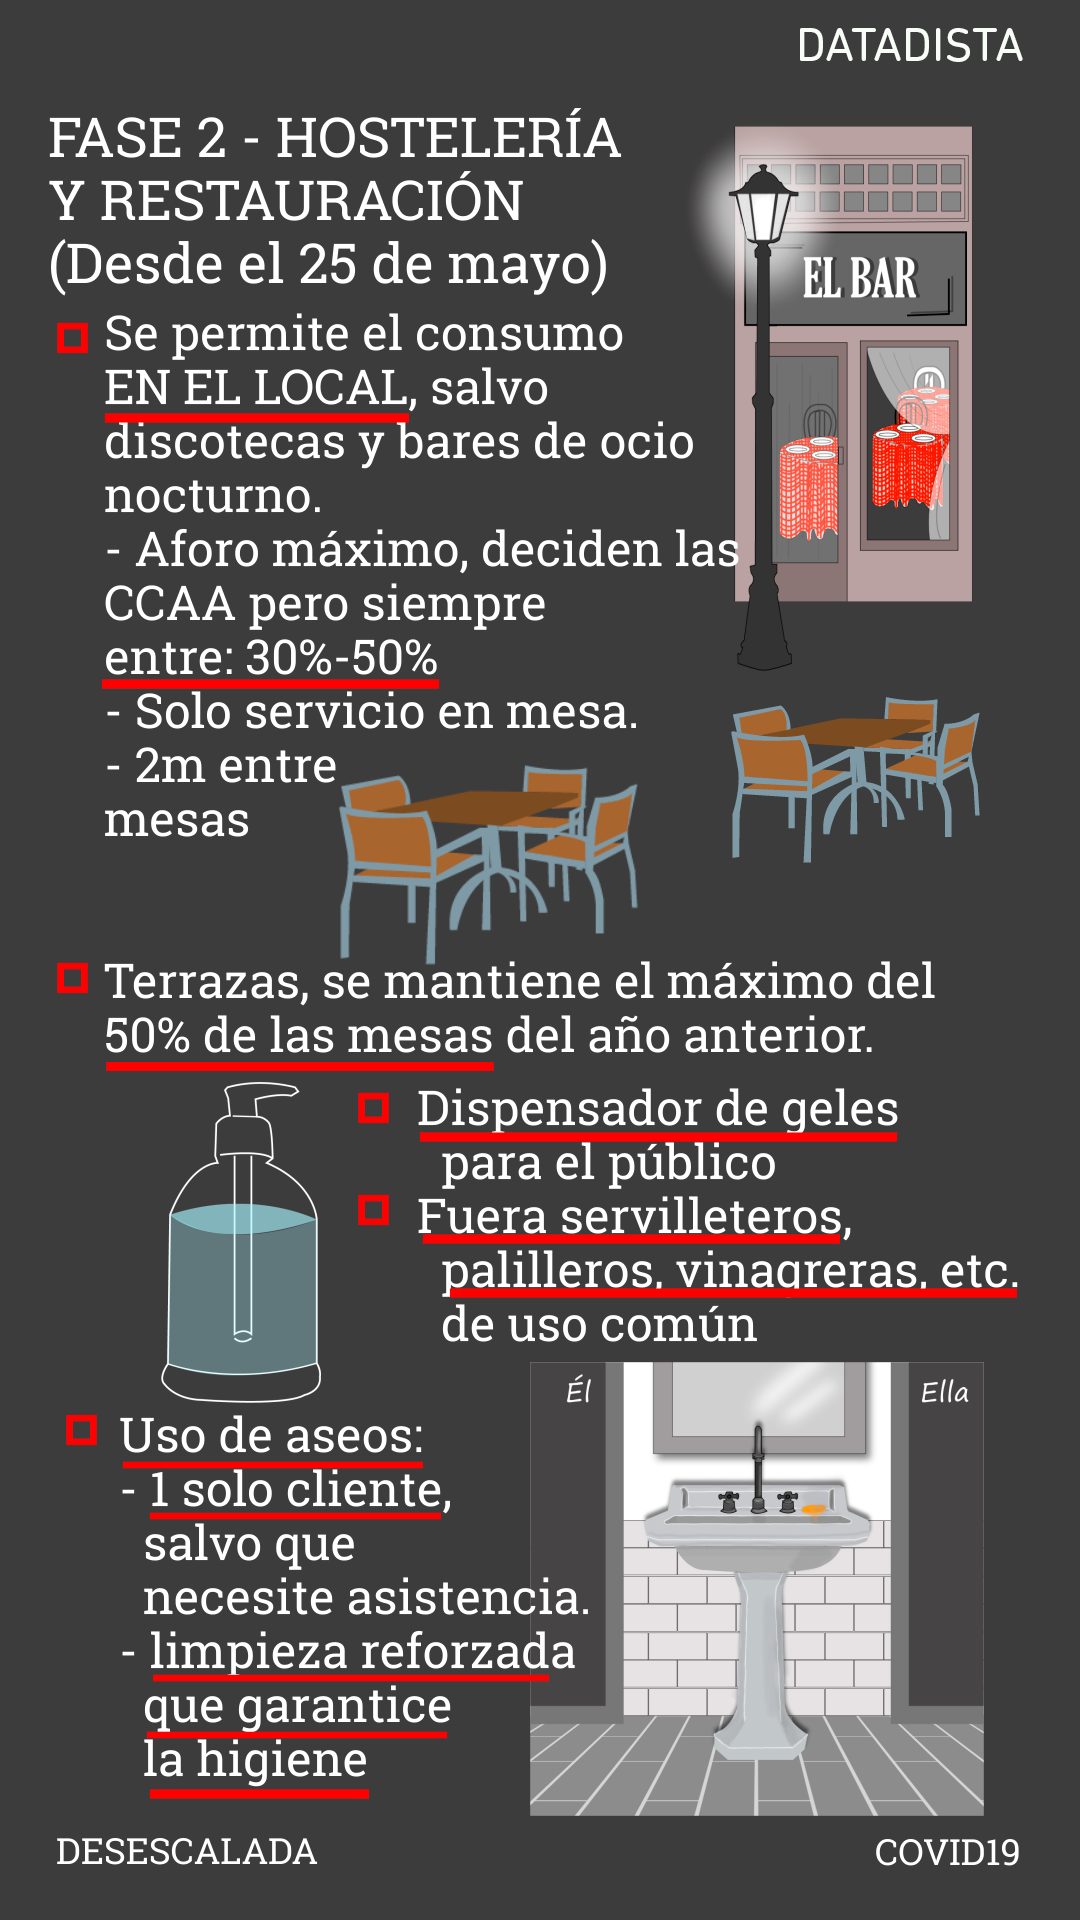 DATADISTA
FASE 2 - HOSTELERÍA
Y RESTAURACIÓN
(Desde el 25 de mayo)
EL BAR
Se permite el consumo
EN EL LOCAL, salvo
discotecas y bares de ocio
nocturno.
- Aforo máximo, deciden las
CCAA pero siempre
entre: 30%-50%
- Solo servicio en mesa.
- 2m entre
mesas
Terrazas, se mantiene el máximo del
50% de las mesas del año anterior.
Dispensador de geles
para el público
Fuera servilleteros,
palilleros, vinagreras, etc.
de uso común
Él
Ella
Uso de aseos:
- 1 solo cliente,
salvo que
necesite asistencia.
- limpieza reforzada
que garantice
la higiene
DESESCALADA
COVID19